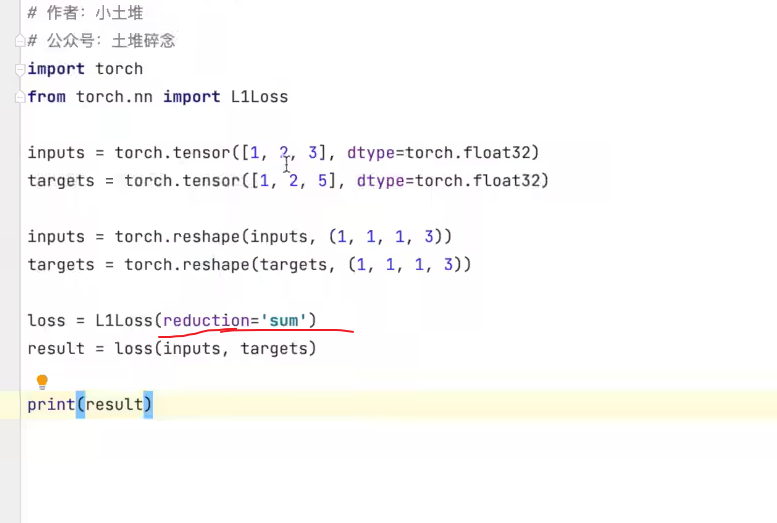 # 作者：小土堆
# 公众号：土堆碎念
import torch
from torch.nn import L1Loss
inputs = torch.tensor([1, 2, 3], dtype=torch.float32)
targets = torch.tensor([1, 2, 5], dtype=torch.float32)
inputs = torch.reshape(inputs, (1, 1, 1, 3))
targets = torch.reshape(targets, (1, 1, 1, 3))
loss = L1Loss(reduction='sum')
result = loss(inputs, targets)
print(result)